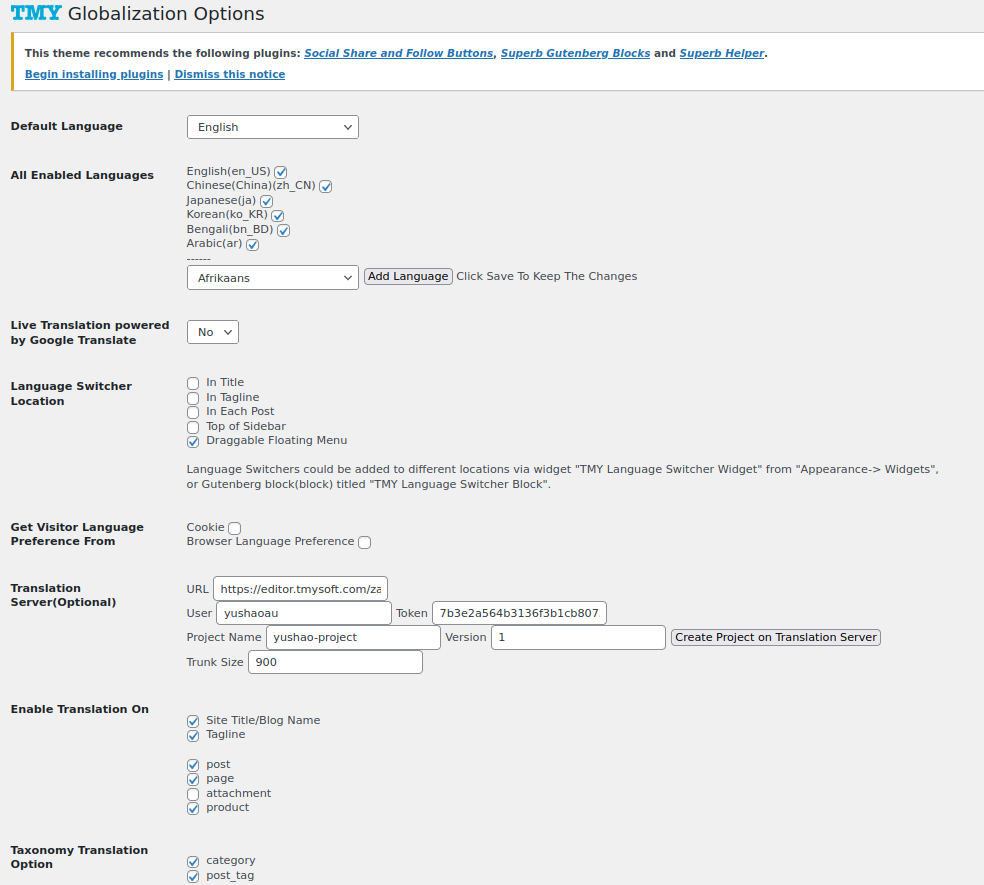 TMY Globalization Options
This theme recommends the following plugins: Social Share and Follow Buttons, Superb Gutenberg Blocks and Superb Helper.
Begin installing plugins | Dismiss this notice
Default Language
English
All Enabled Languages
English(en_US)
Chinese(China)(zh_CN)
Japanese(ja)
Korean(ko_KR)
Bengali(bn_BD)
Arabic(ar)
------
Afrikaans Add Language Click Save To Keep The Changes
Live Translation powered
by Google Translate
No
Language Switcher
Location
In Title
In Tagline
In Each Post
Top of Sidebar
Draggable Floating Menu
Language Switchers could be added to different locations via widget "TMY Language Switcher Widget" from "Appearance-> Widgets",
or Gutenberg block(block) titled "TMY Language Switcher Block".
Get Visitor Language
Preference From
Cookie
Browser Language Preference
Translation
Server(Optional)
URL https://editor.tmysoft.com/za
User yushaoau Token 7b3e2a564b3136f3b1cb807
Project Name yushao-project Version 1 Create Project on Translation Server
Trunk Size 900
Enable Translation On
Site Title/Blog Name
Tagline
post
page
attachment
product
Taxonomy Translation
Option
category
post_tag